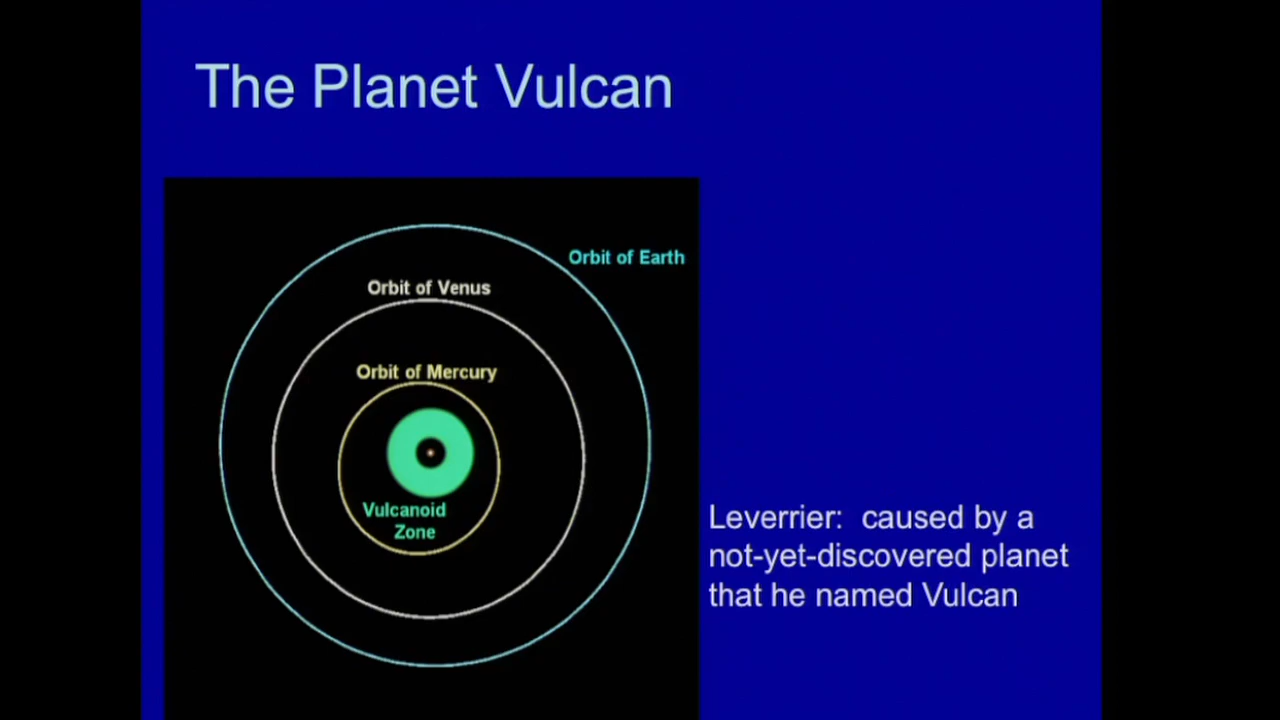 The Planet Vulcan
Orbit of Earth
Orbit of Venus
Orbit of Mercury
Vulcanoid
Zone
Leverrier:  caused by a
not-yet-discovered planet
that he named Vulcan